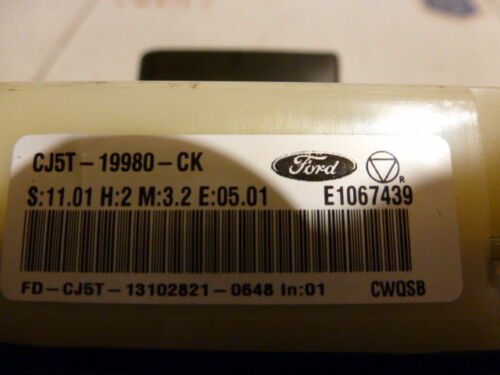 CJ5T-19980-CK
Ford
R
S:11.01 H:2 M:3.2 E:05.01
E1067439
FD-CJ5T-13102821-0648 In:01
CWQSB